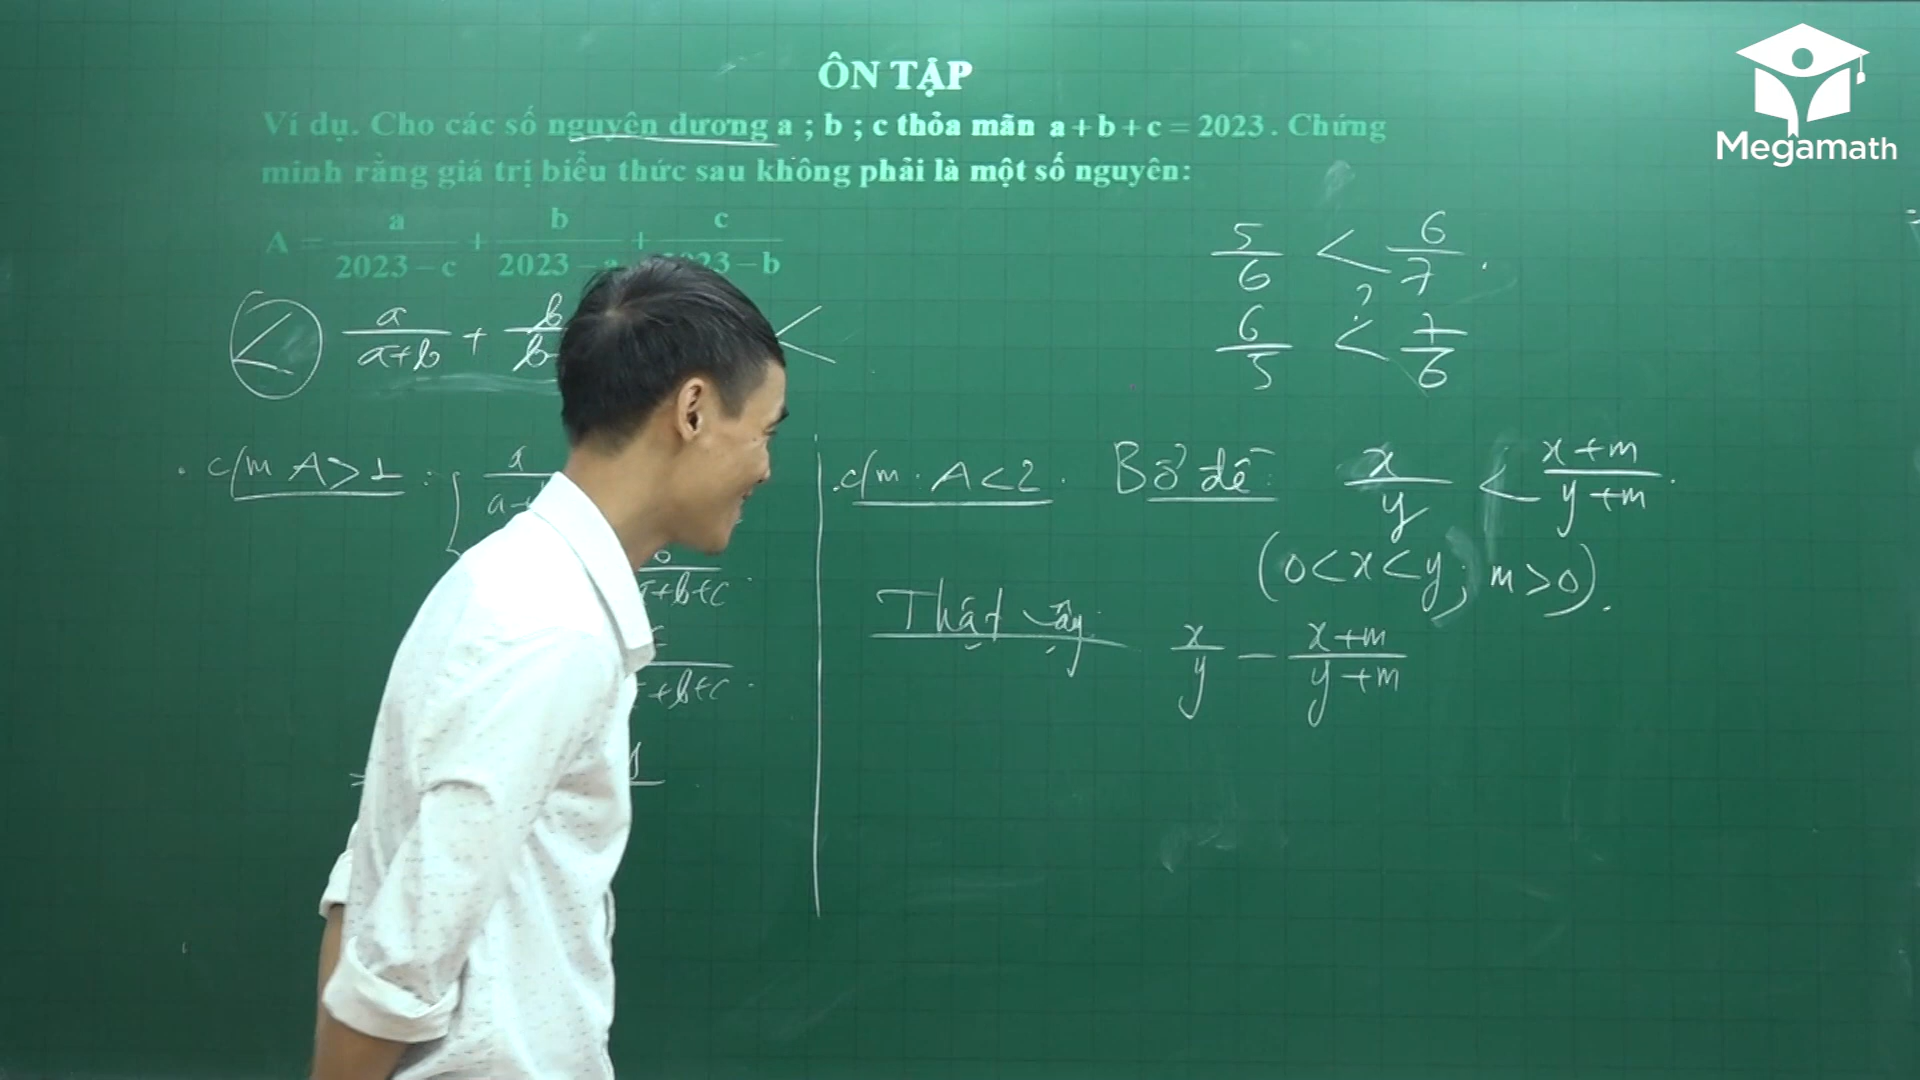 Megamath
ÔN TẬP
Ví dụ. Cho các số nguyên dương a ; b ; c thỏa mãn a + b + c = 2023. Chứng
minh rằng giá trị biểu thức sau không phải là một số nguyên:
A = a/(2023 - c) + b/(2023 - a) + c/(2023 - b)
5/6 < 6/7
?
6/5 < 7/6
< a/(a+b) + b/b <
c/m A > 1 :
a+b+c
+b+c
c/m A < 2. Bổ đề: x/y < (x+m)/(y+m).
(0 < x < y; m > 0).
Thật vậy x/y - (x+m)/(y+m)